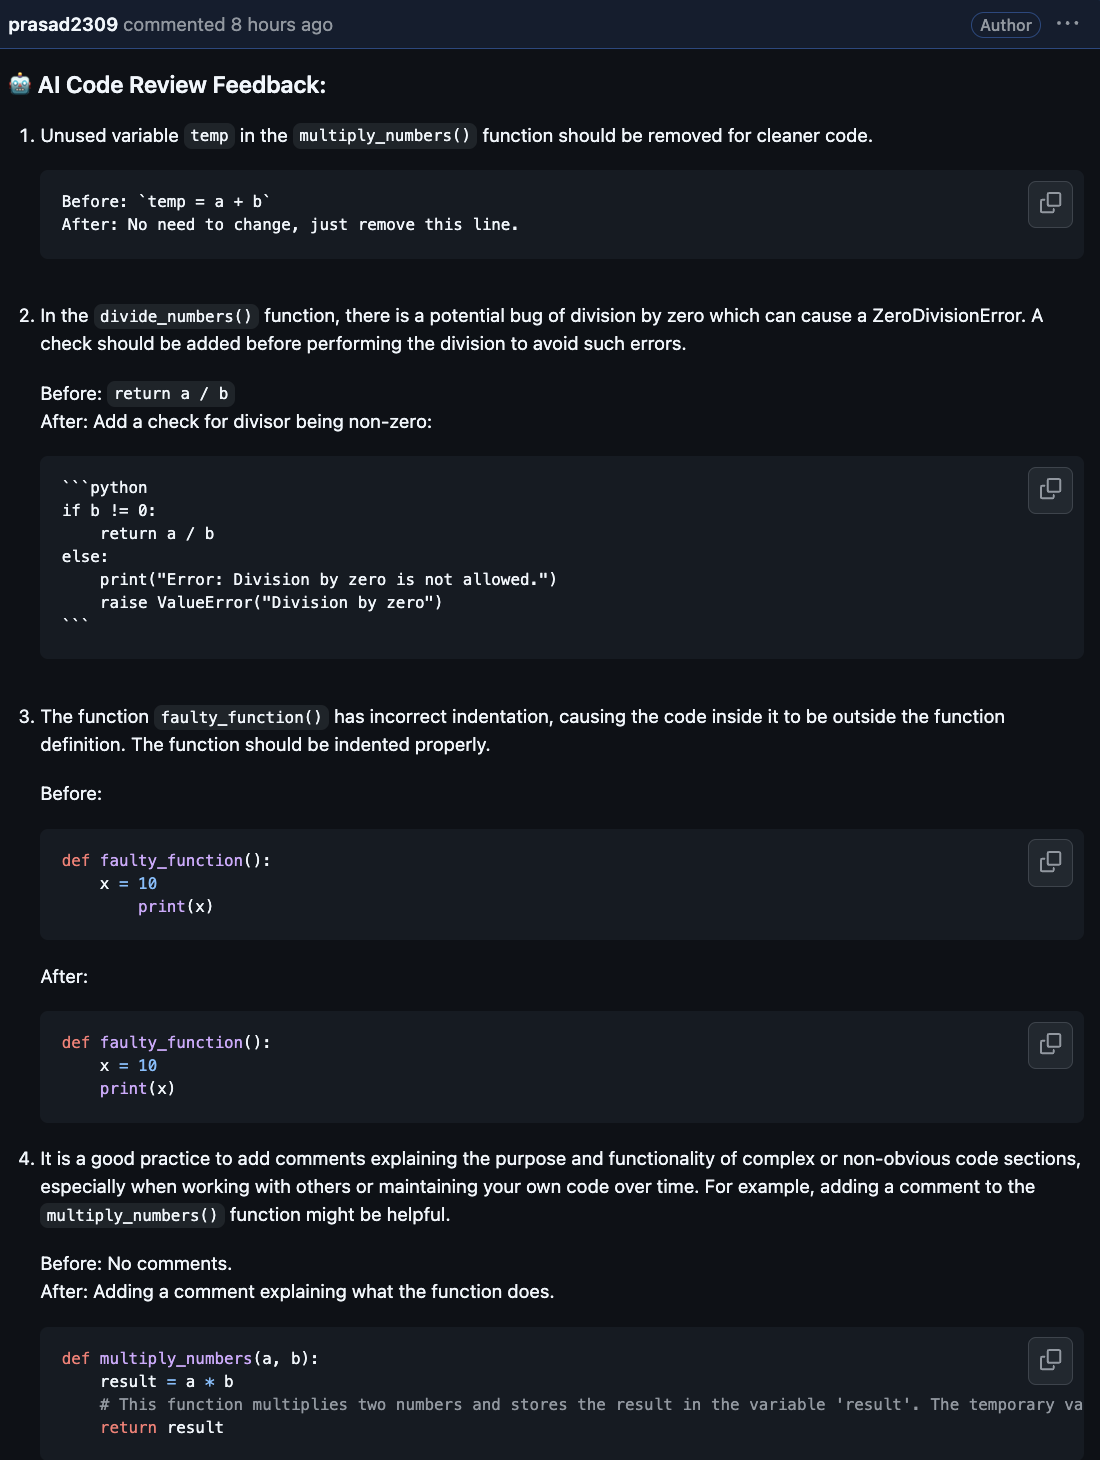 prasad2309 commented 8 hours ago
Author
AI Code Review Feedback:
1. Unused variable temp in the multiply_numbers() function should be removed for cleaner code.
Before: `temp = a + b`
After: No need to change, just remove this line.
2. In the divide_numbers() function, there is a potential bug of division by zero which can cause a ZeroDivisionError. A
check should be added before performing the division to avoid such errors.
Before: return a / b
After: Add a check for divisor being non-zero:
```python
if b != 0:
    return a / b
else:
    print("Error: Division by zero is not allowed.")
    raise ValueError("Division by zero")
```
3. The function faulty_function() has incorrect indentation, causing the code inside it to be outside the function
definition. The function should be indented properly.
Before:
def faulty_function():
    x = 10
        print(x)
After:
def faulty_function():
    x = 10
    print(x)
4. It is a good practice to add comments explaining the purpose and functionality of complex or non-obvious code sections,
especially when working with others or maintaining your own code over time. For example, adding a comment to the
multiply_numbers() function might be helpful.
Before: No comments.
After: Adding a comment explaining what the function does.
def multiply_numbers(a, b):
    result = a * b
    # This function multiplies two numbers and stores the result in the variable 'result'. The temporary va
    return result